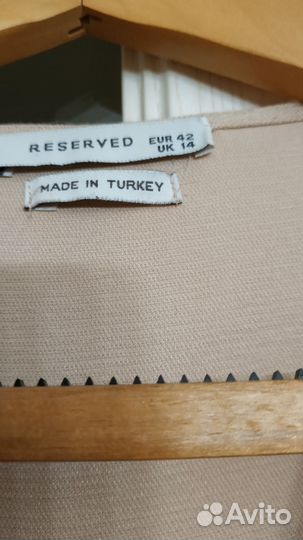 RESERVED EUR 42
UK 14
MADE IN TURKEY
Avito